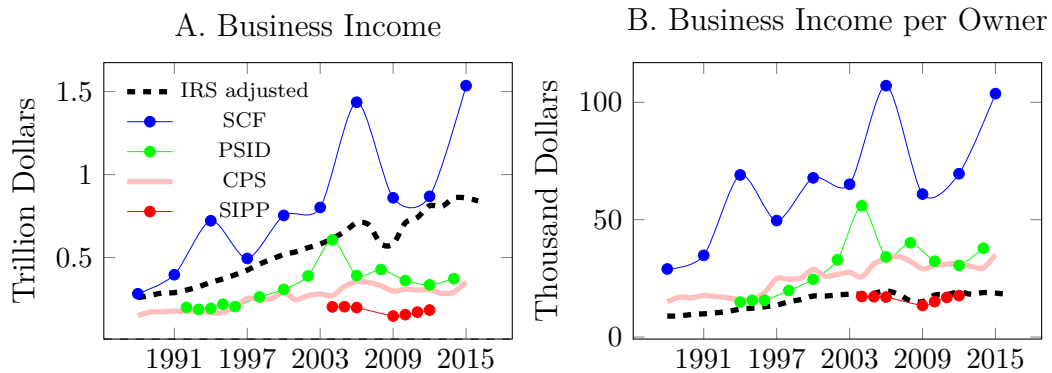 A. Business Income
Trillion Dollars
1.5
1
0.5
IRS adjusted
SCF
PSID
CPS
SIPP
1991 1997 2003 2009 2015
B. Business Income per Owner
Thousand Dollars
100
50
0
1991 1997 2003 2009 2015